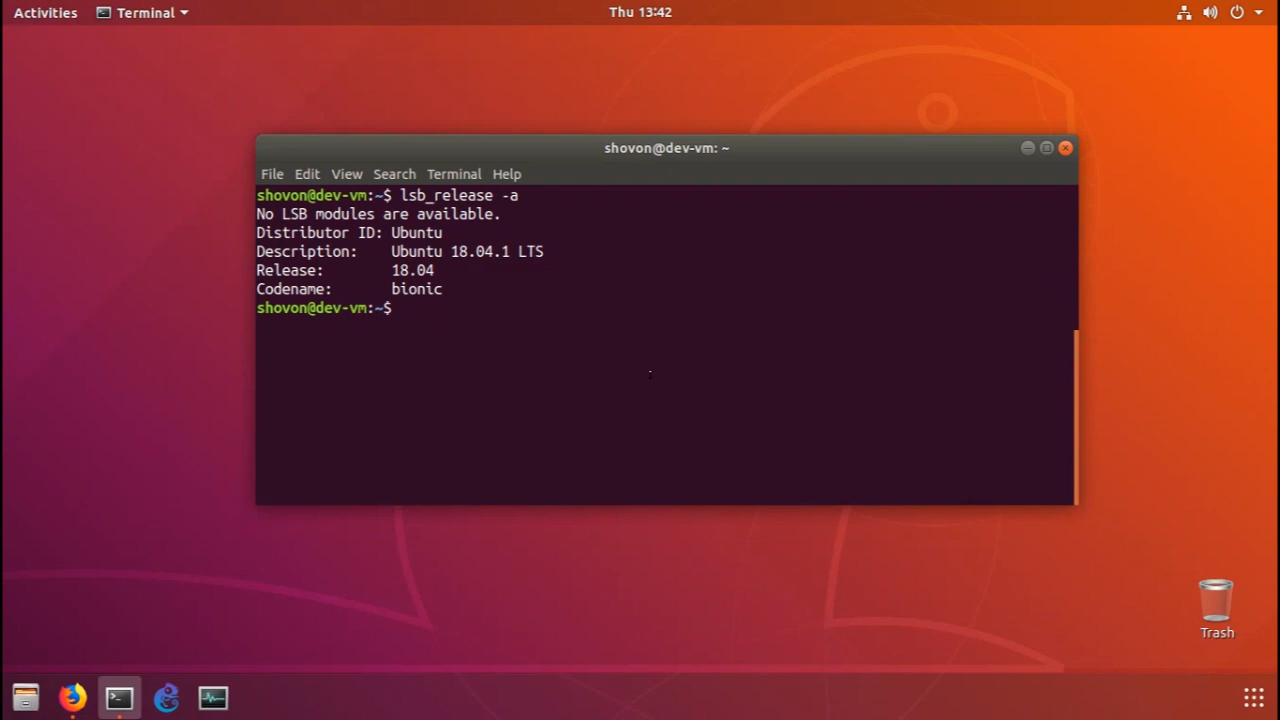 Activities Terminal Thu 13:42
shovon@dev-vm: ~
File Edit View Search Terminal Help
shovon@dev-vm:~$ lsb_release -a
No LSB modules are available.
Distributor ID: Ubuntu
Description:    Ubuntu 18.04.1 LTS
Release:        18.04
Codename:       bionic
shovon@dev-vm:~$
Trash